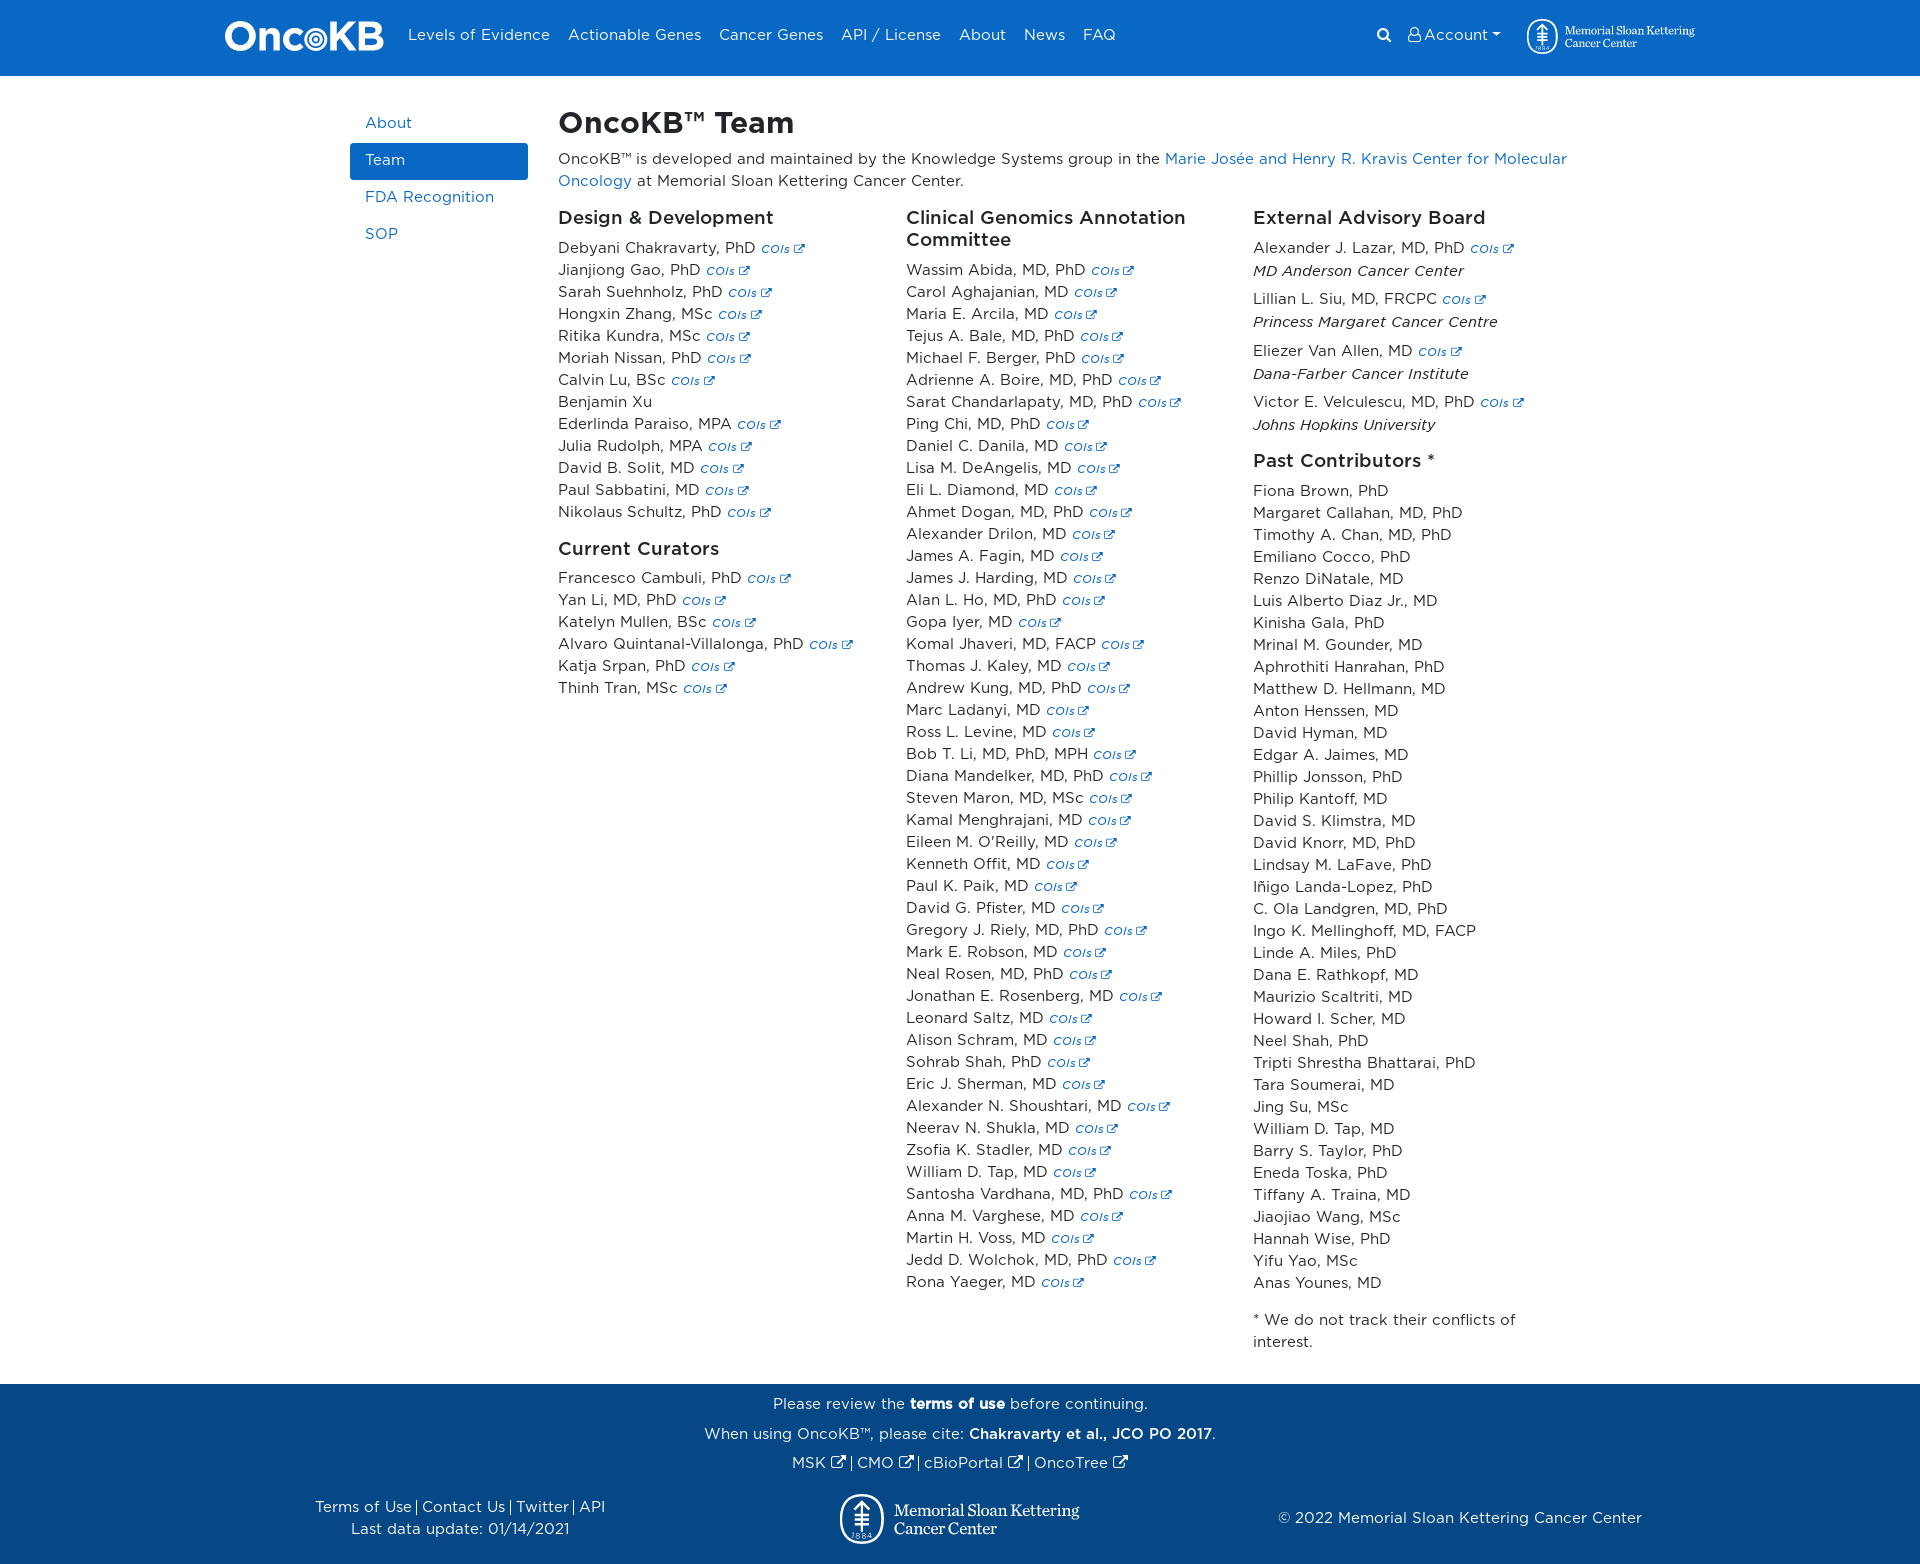 OncoKB
Levels of Evidence Actionable Genes Cancer Genes API / License About News FAQ
Account
Memorial Sloan Kettering
Cancer Center
1884
About
Team
FDA Recognition
SOP
OncoKB™ Team
OncoKB™ is developed and maintained by the Knowledge Systems group in the Marie Josée and Henry R. Kravis Center for Molecular
Oncology at Memorial Sloan Kettering Cancer Center.
Design & Development
Debyani Chakravarty, PhD COIs
Jianjiong Gao, PhD COIs
Sarah Suehnholz, PhD COIs
Hongxin Zhang, MSc COIs
Ritika Kundra, MSc COIs
Moriah Nissan, PhD COIs
Calvin Lu, BSc COIs
Benjamin Xu
Ederlinda Paraiso, MPA COIs
Julia Rudolph, MPA COIs
David B. Solit, MD COIs
Paul Sabbatini, MD COIs
Nikolaus Schultz, PhD COIs
Current Curators
Francesco Cambuli, PhD COIs
Yan Li, MD, PhD COIs
Katelyn Mullen, BSc COIs
Alvaro Quintanal-Villalonga, PhD COIs
Katja Srpan, PhD COIs
Thinh Tran, MSc COIs
Clinical Genomics Annotation
Committee
Wassim Abida, MD, PhD COIs
Carol Aghajanian, MD COIs
Maria E. Arcila, MD COIs
Tejus A. Bale, MD, PhD COIs
Michael F. Berger, PhD COIs
Adrienne A. Boire, MD, PhD COIs
Sarat Chandarlapaty, MD, PhD COIs
Ping Chi, MD, PhD COIs
Daniel C. Danila, MD COIs
Lisa M. DeAngelis, MD COIs
Eli L. Diamond, MD COIs
Ahmet Dogan, MD, PhD COIs
Alexander Drilon, MD COIs
James A. Fagin, MD COIs
James J. Harding, MD COIs
Alan L. Ho, MD, PhD COIs
Gopa Iyer, MD COIs
Komal Jhaveri, MD, FACP COIs
Thomas J. Kaley, MD COIs
Andrew Kung, MD, PhD COIs
Marc Ladanyi, MD COIs
Ross L. Levine, MD COIs
Bob T. Li, MD, PhD, MPH COIs
Diana Mandelker, MD, PhD COIs
Steven Maron, MD, MSc COIs
Kamal Menghrajani, MD COIs
Eileen M. O'Reilly, MD COIs
Kenneth Offit, MD COIs
Paul K. Paik, MD COIs
David G. Pfister, MD COIs
Gregory J. Riely, MD, PhD COIs
Mark E. Robson, MD COIs
Neal Rosen, MD, PhD COIs
Jonathan E. Rosenberg, MD COIs
Leonard Saltz, MD COIs
Alison Schram, MD COIs
Sohrab Shah, PhD COIs
Eric J. Sherman, MD COIs
Alexander N. Shoushtari, MD COIs
Neerav N. Shukla, MD COIs
Zsofia K. Stadler, MD COIs
William D. Tap, MD COIs
Santosha Vardhana, MD, PhD COIs
Anna M. Varghese, MD COIs
Martin H. Voss, MD COIs
Jedd D. Wolchok, MD, PhD COIs
Rona Yaeger, MD COIs
External Advisory Board
Alexander J. Lazar, MD, PhD COIs
MD Anderson Cancer Center
Lillian L. Siu, MD, FRCPC COIs
Princess Margaret Cancer Centre
Eliezer Van Allen, MD COIs
Dana-Farber Cancer Institute
Victor E. Velculescu, MD, PhD COIs
Johns Hopkins University
Past Contributors *
Fiona Brown, PhD
Margaret Callahan, MD, PhD
Timothy A. Chan, MD, PhD
Emiliano Cocco, PhD
Renzo DiNatale, MD
Luis Alberto Diaz Jr., MD
Kinisha Gala, PhD
Mrinal M. Gounder, MD
Aphrothiti Hanrahan, PhD
Matthew D. Hellmann, MD
Anton Henssen, MD
David Hyman, MD
Edgar A. Jaimes, MD
Phillip Jonsson, PhD
Philip Kantoff, MD
David S. Klimstra, MD
David Knorr, MD, PhD
Lindsay M. LaFave, PhD
Iñigo Landa-Lopez, PhD
C. Ola Landgren, MD, PhD
Ingo K. Mellinghoff, MD, FACP
Linde A. Miles, PhD
Dana E. Rathkopf, MD
Maurizio Scaltriti, MD
Howard I. Scher, MD
Neel Shah, PhD
Tripti Shrestha Bhattarai, PhD
Tara Soumerai, MD
Jing Su, MSc
William D. Tap, MD
Barry S. Taylor, PhD
Eneda Toska, PhD
Tiffany A. Traina, MD
Jiaojiao Wang, MSc
Hannah Wise, PhD
Yifu Yao, MSc
Anas Younes, MD
* We do not track their conflicts of
interest.
Please review the terms of use before continuing.
When using OncoKB™, please cite: Chakravarty et al., JCO PO 2017.
MSK | CMO | cBioPortal | OncoTree
Terms of Use | Contact Us | Twitter | API
Last data update: 01/14/2021
1884
Memorial Sloan Kettering
Cancer Center
© 2022 Memorial Sloan Kettering Cancer Center